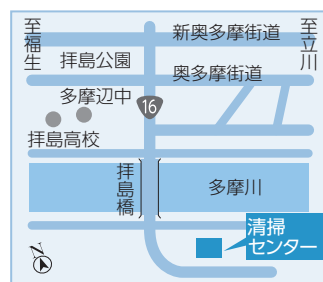 至福生
新奥多摩街道
至立川
拝島公園
奥多摩街道
多摩辺中
16
拝島高校
拝島橋
多摩川
清掃
センター
N